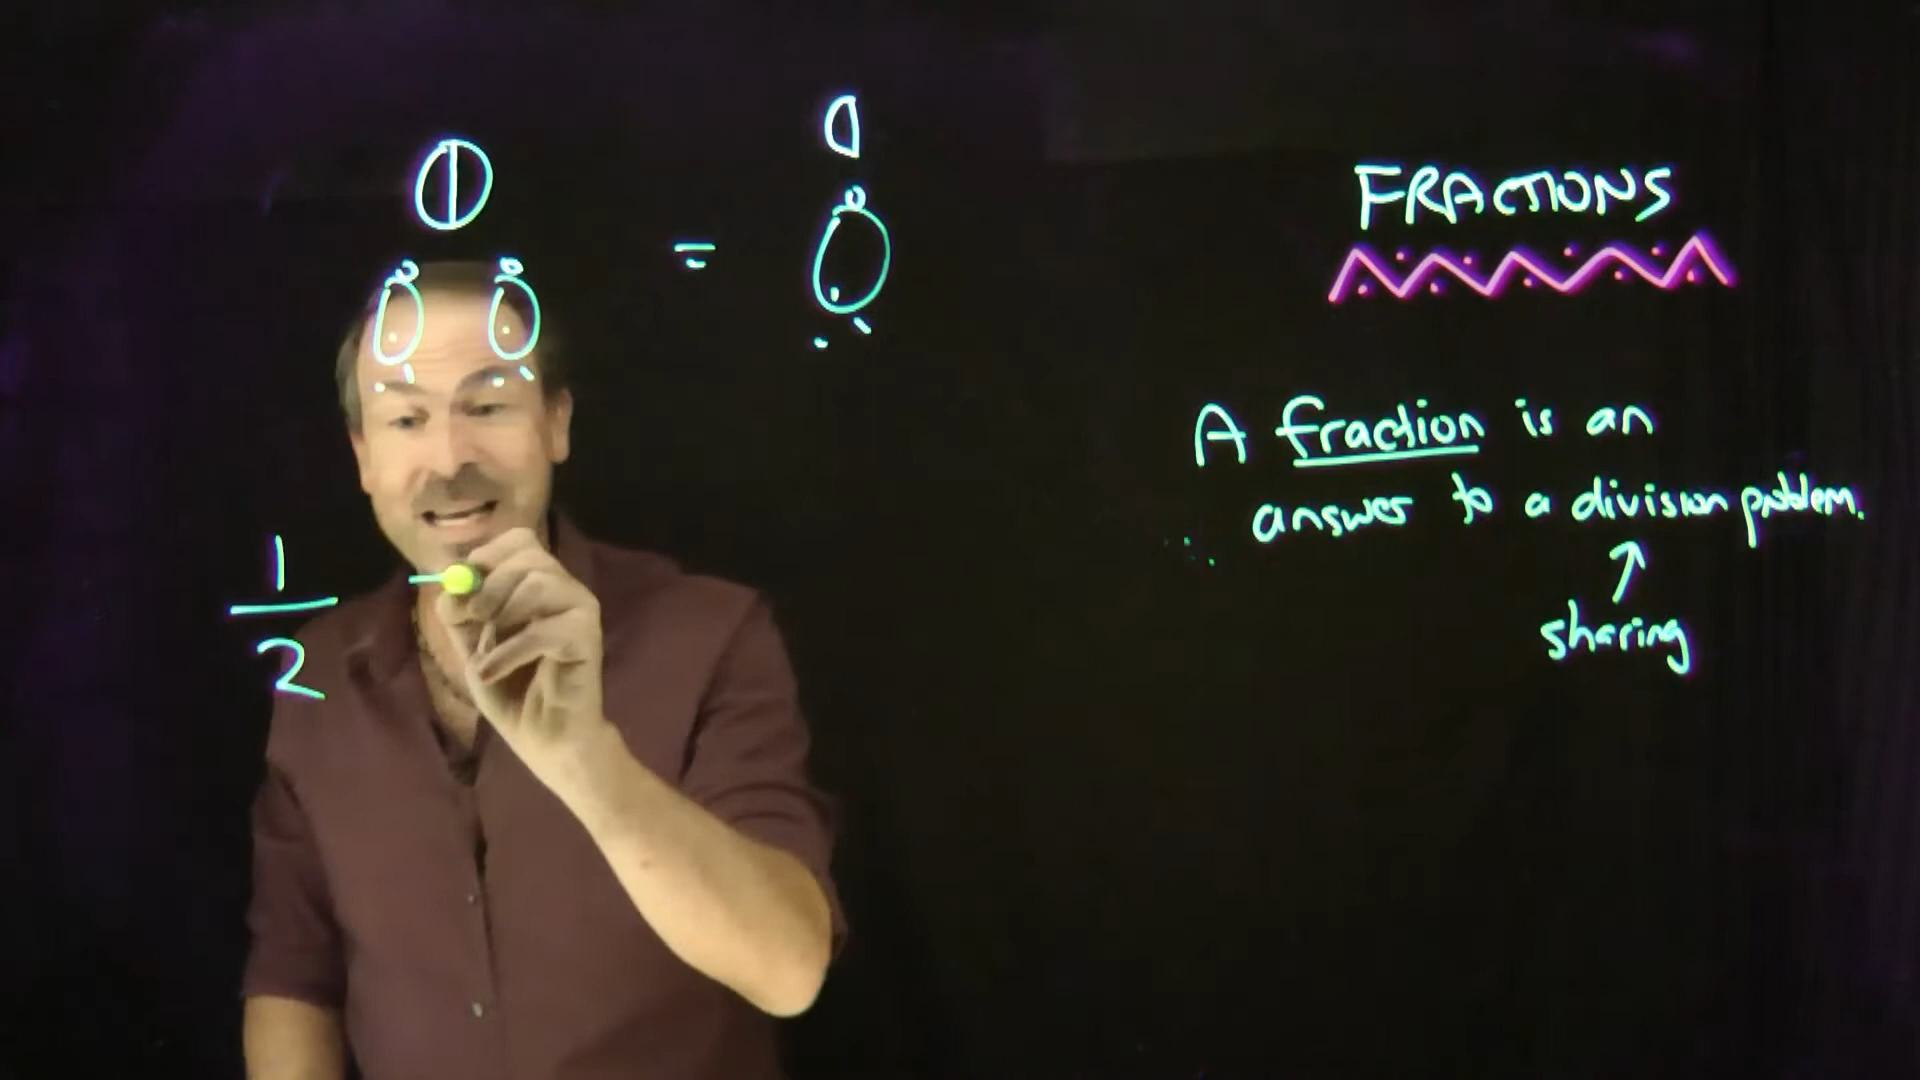 FRACTIONS
A fraction is an
answer to a division problem.
sharing
=
1
2